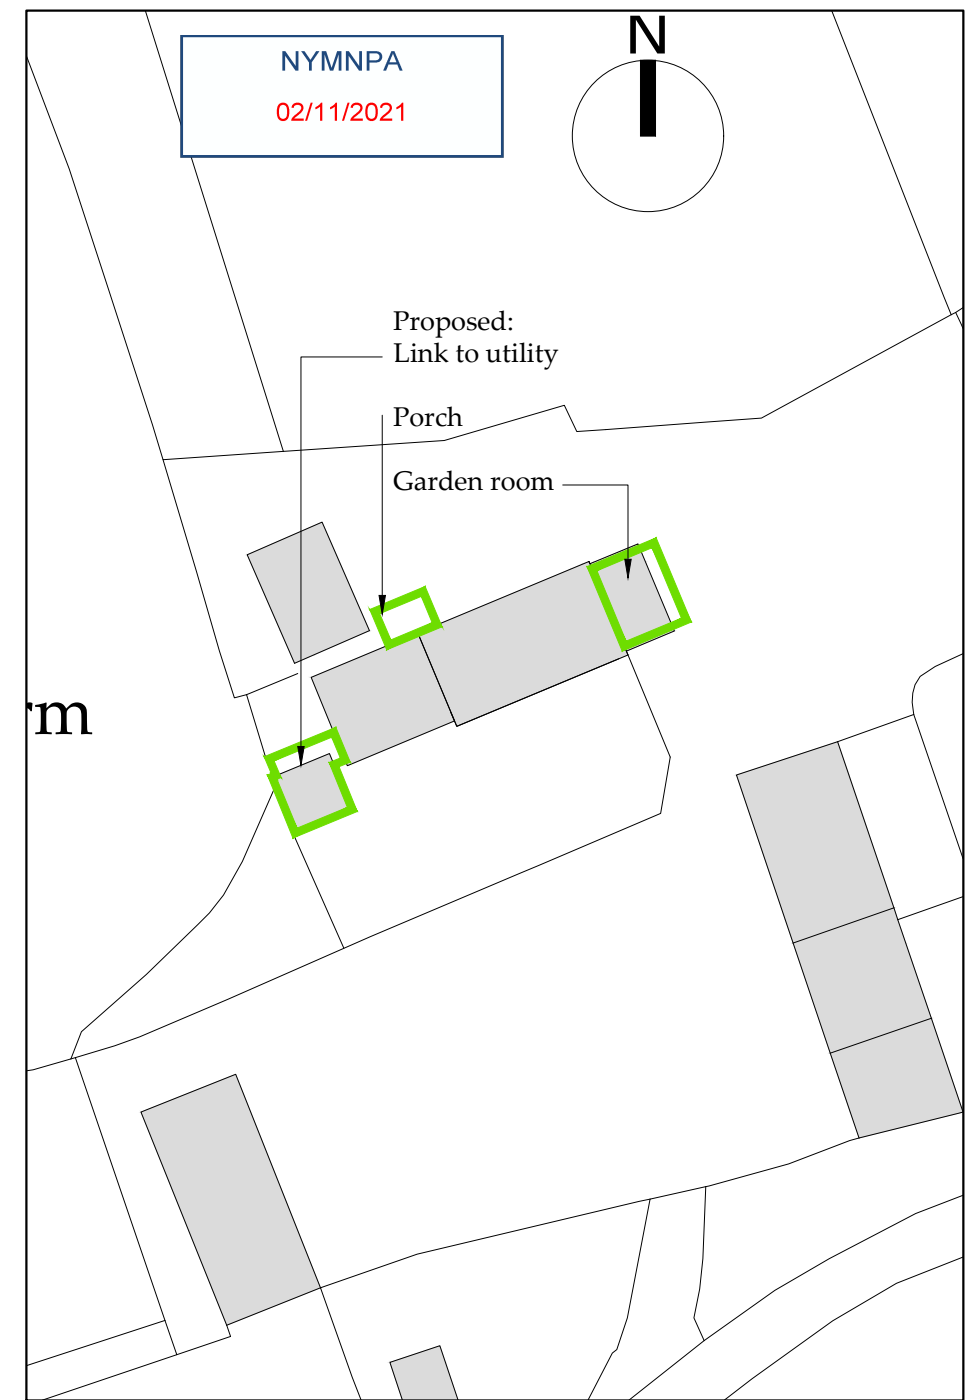 NYMNPA
02/11/2021
N
Proposed:
Link to utility
Porch
Garden room
rm